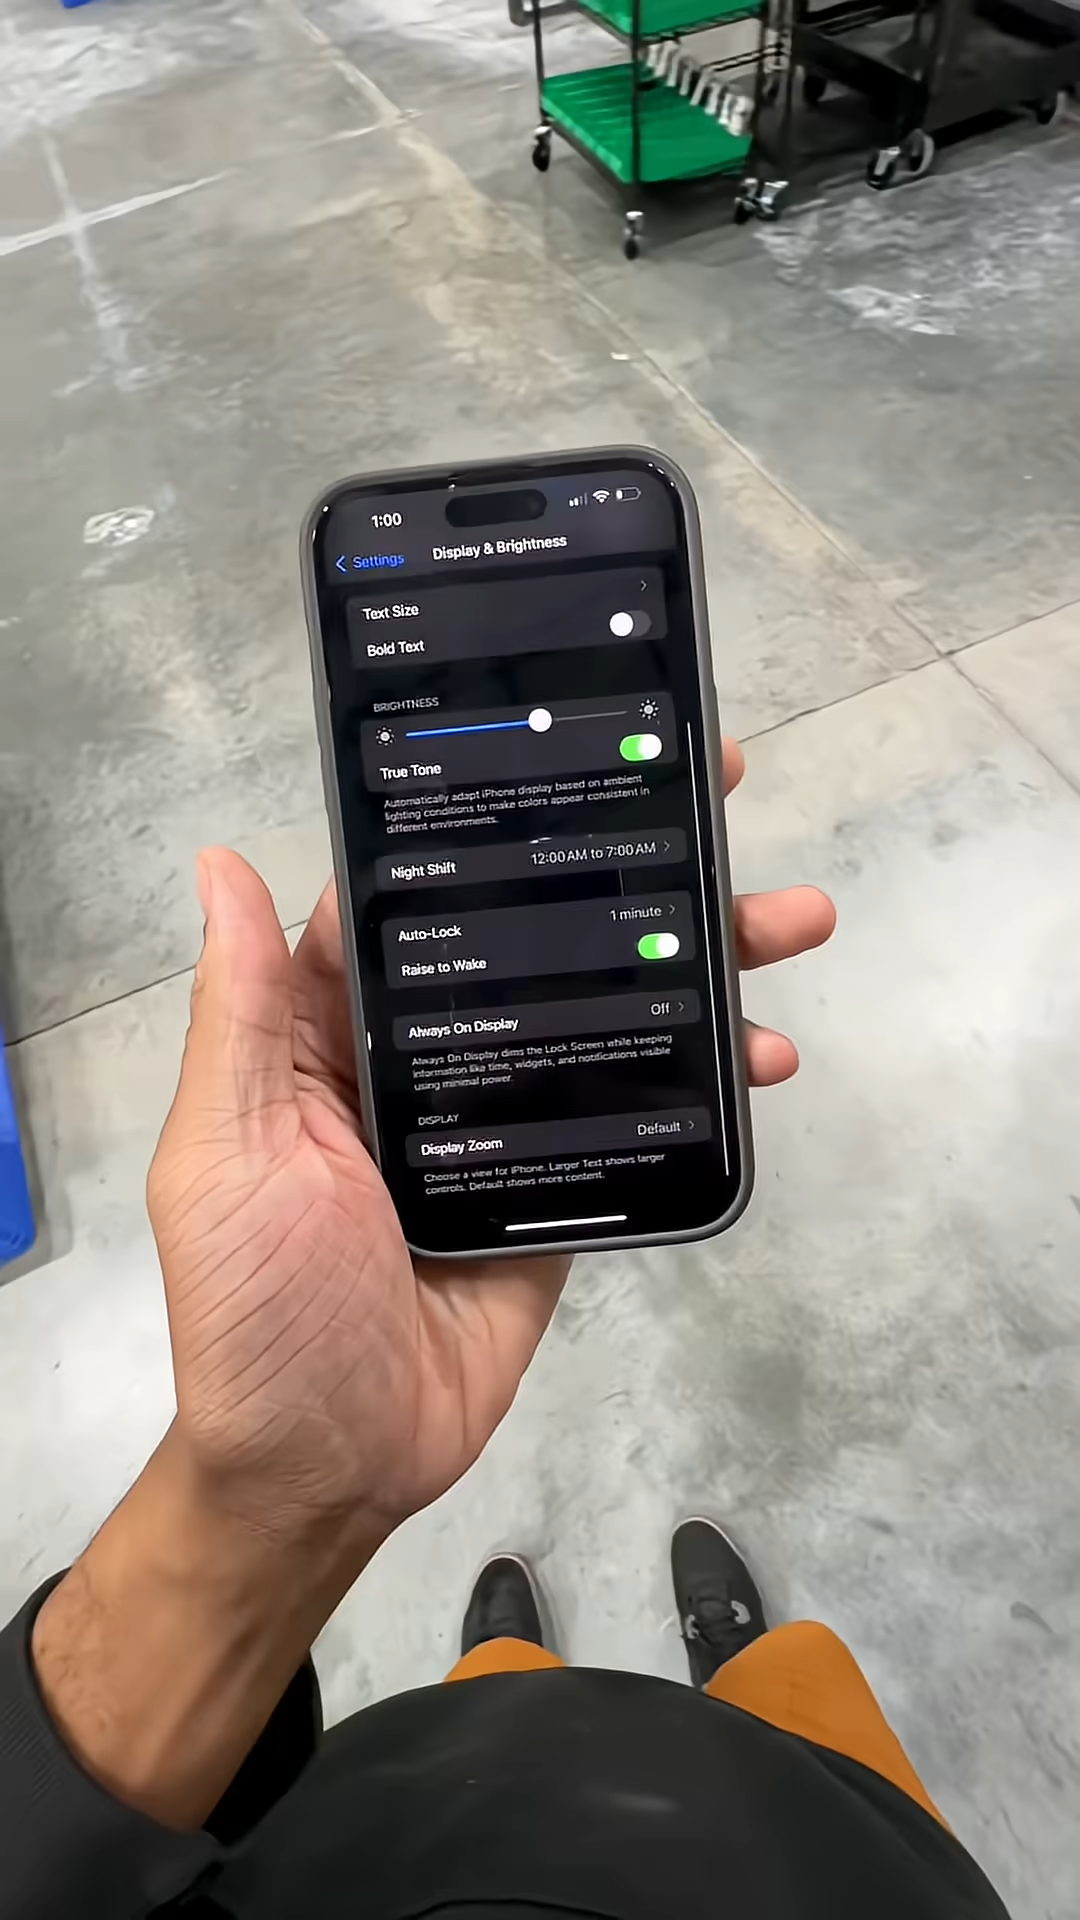 1:00
Settings
Display & Brightness
Text Size
Bold Text
BRIGHTNESS
True Tone
Automatically adapt iPhone display based on ambient
lighting conditions to make colors appear consistent in
different environments.
Night Shift 12:00 AM to 7:00 AM
Auto-Lock 1 minute
Raise to Wake
Always On Display Off
Always On Display dims the Lock Screen while keeping
information like time, widgets, and notifications visible
using minimal power.
DISPLAY
Display Zoom Default
Choose a view for iPhone. Larger Text shows larger
controls. Default shows more content.